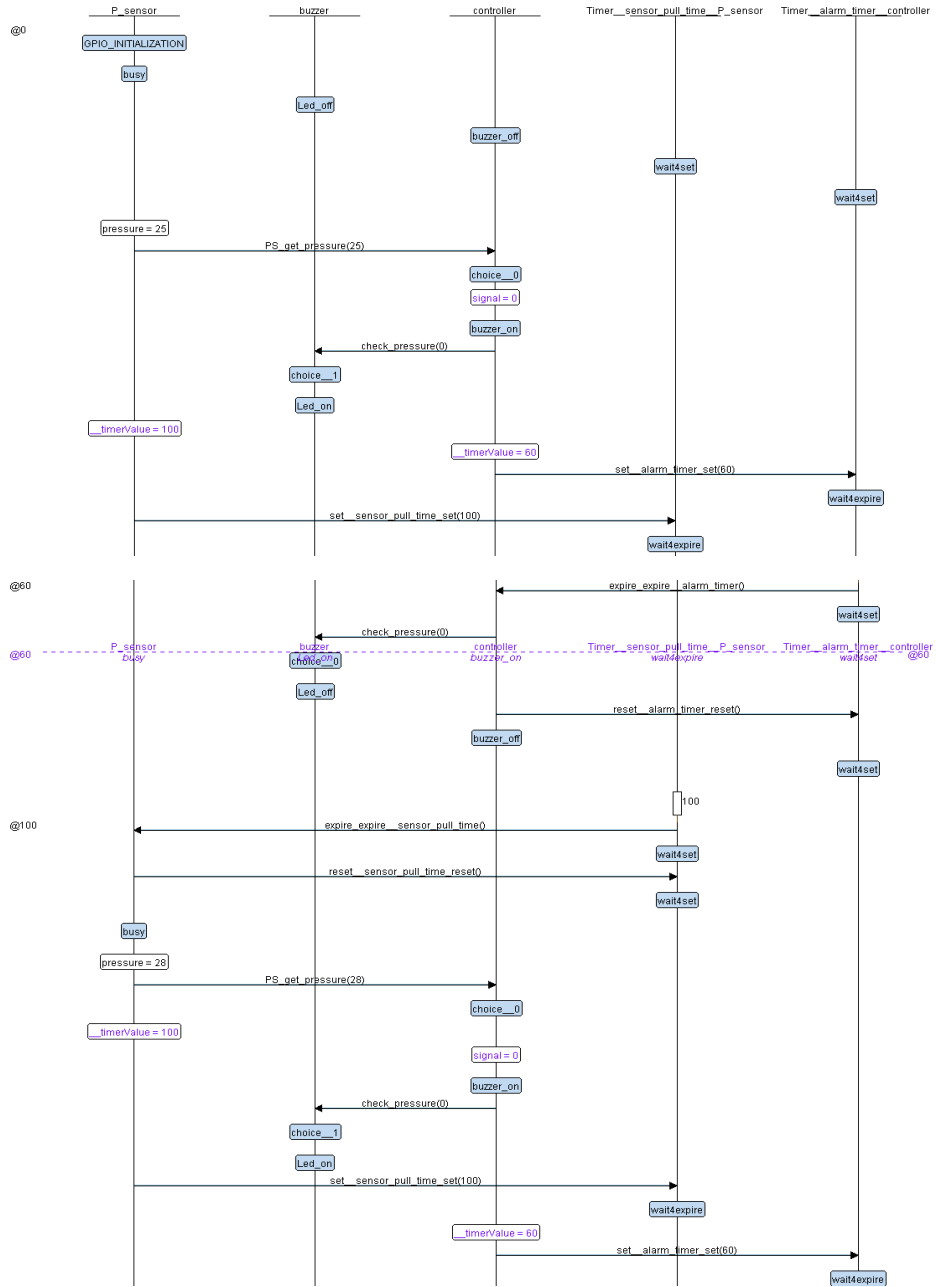 P_sensor buzzer controller Timer__sensor_pull_time__P_sensor Timer__alarm_timer__controller
@0
GPIO_INITIALIZATION
busy
Led_off
buzzer_off
wait4set
wait4set
pressure = 25
PS_get_pressure(25)
choice__0
signal = 0
buzzer_on
check_pressure(0)
choice__1
Led_on
__timerValue = 100
__timerValue = 60
set__alarm_timer_set(60)
wait4expire
set__sensor_pull_time_set(100)
wait4expire
@60 expire_expire__alarm_timer()
wait4set
check_pressure(0)
P_sensor buzzer controller Timer__sensor_pull_time__P_sensor Timer__alarm_timer__controller
@60 busy Led_on buzzer_on wait4expire wait4set @60
choice__0
Led_off
reset__alarm_timer_reset()
buzzer_off
wait4set
100
@100 expire_expire__sensor_pull_time()
wait4set
reset__sensor_pull_time_reset()
wait4set
busy
pressure = 28
PS_get_pressure(28)
choice__0
__timerValue = 100
signal = 0
buzzer_on
check_pressure(0)
choice__1
Led_on
set__sensor_pull_time_set(100)
wait4expire
__timerValue = 60
set__alarm_timer_set(60)
wait4expire